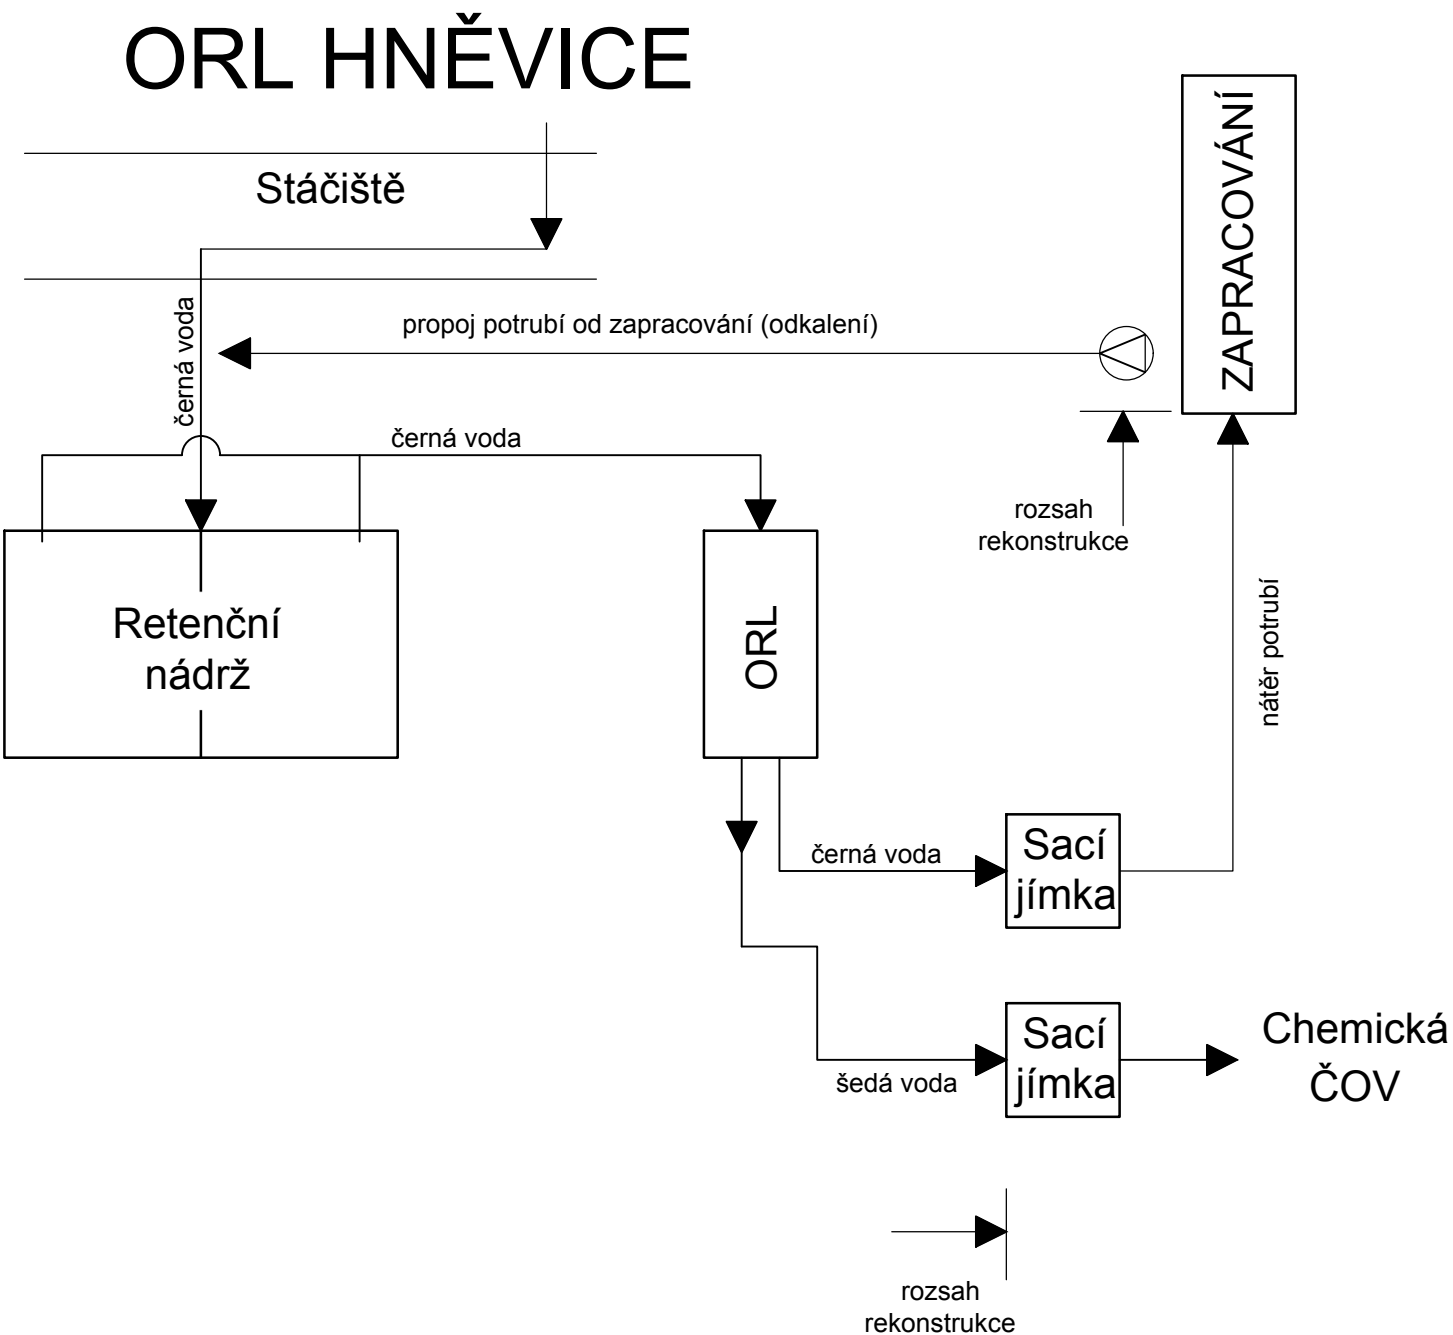 ORL HNĚVICE
Stáčiště
ZAPRACOVÁNÍ
černá voda
propoj potrubí od zapracování (odkalení)
černá voda
rozsah
rekonstrukce
Retenční
nádrž
ORL
nátěr potrubí
černá voda
Sací
jímka
Sací
jímka
Chemická
ČOV
šedá voda
rozsah
rekonstrukce